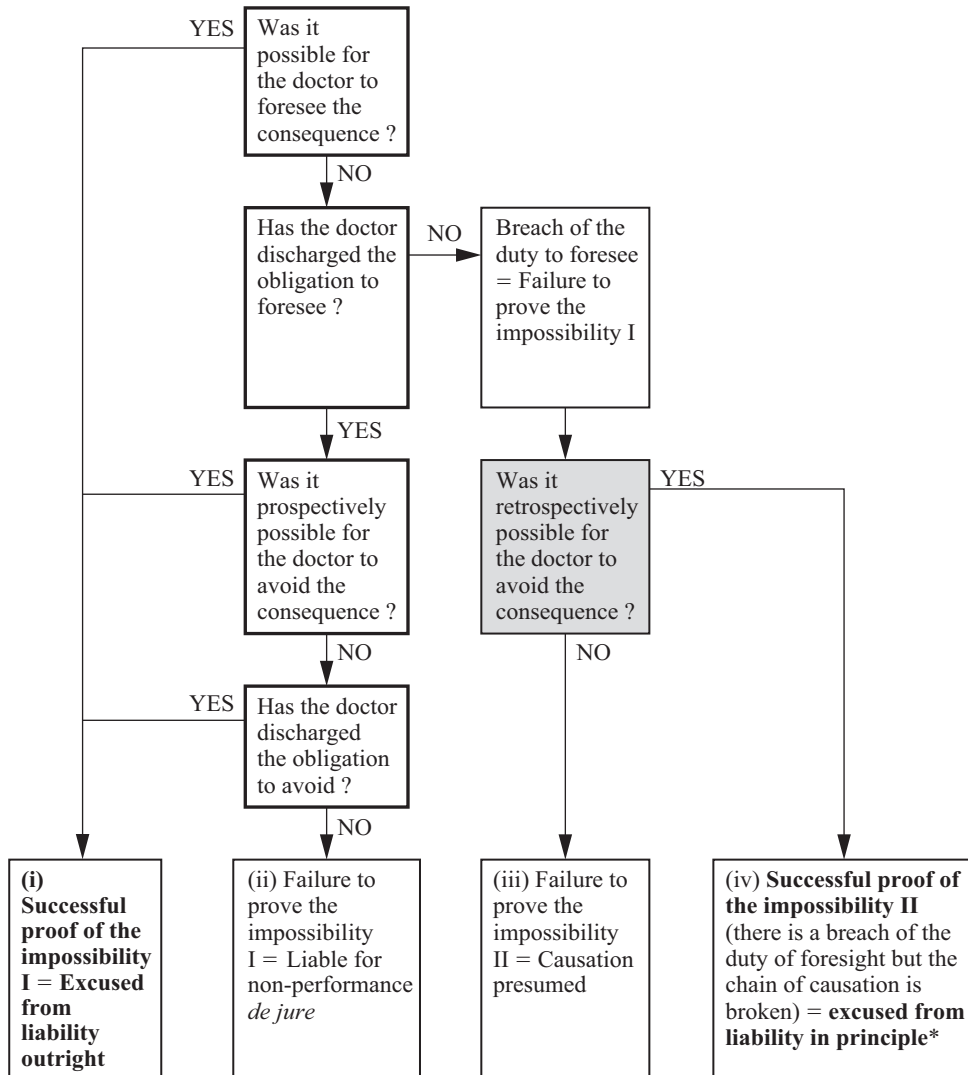 YES
Was it
possible for
the doctor to
foresee the
consequence ?
NO
Has the doctor
discharged the
obligation to
foresee ?
NO
Breach of the
duty to foresee
= Failure to
prove the
impossibility I
YES
YES
Was it
prospectively
possible for
the doctor to
avoid the
consequence ?
Was it
retrospectively
possible for
the doctor to
avoid the
consequence ?
YES
NO
NO
YES
Has the doctor
discharged
the obligation
to avoid ?
NO
(i)
Successful
proof of the
impossibility
I = Excused
from
liability
outright
(ii) Failure to
prove the
impossibility
I = Liable for
non-performance
de jure
(iii) Failure to
prove the
impossibility
II = Causation
presumed
(iv) Successful proof of
the impossibility II
(there is a breach of the
duty of foresight but the
chain of causation is
broken) = excused from
liability in principle*